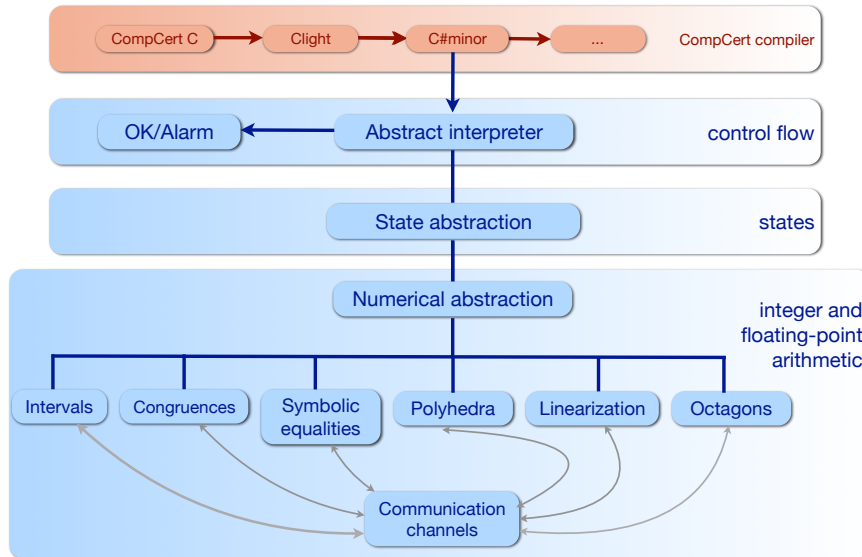 CompCert C
Clight
C#minor
...
CompCert compiler
OK/Alarm
Abstract interpreter
control flow
State abstraction
states
Numerical abstraction
integer and
floating-point
arithmetic
Intervals
Congruences
Symbolic
equalities
Polyhedra
Linearization
Octagons
Communication
channels